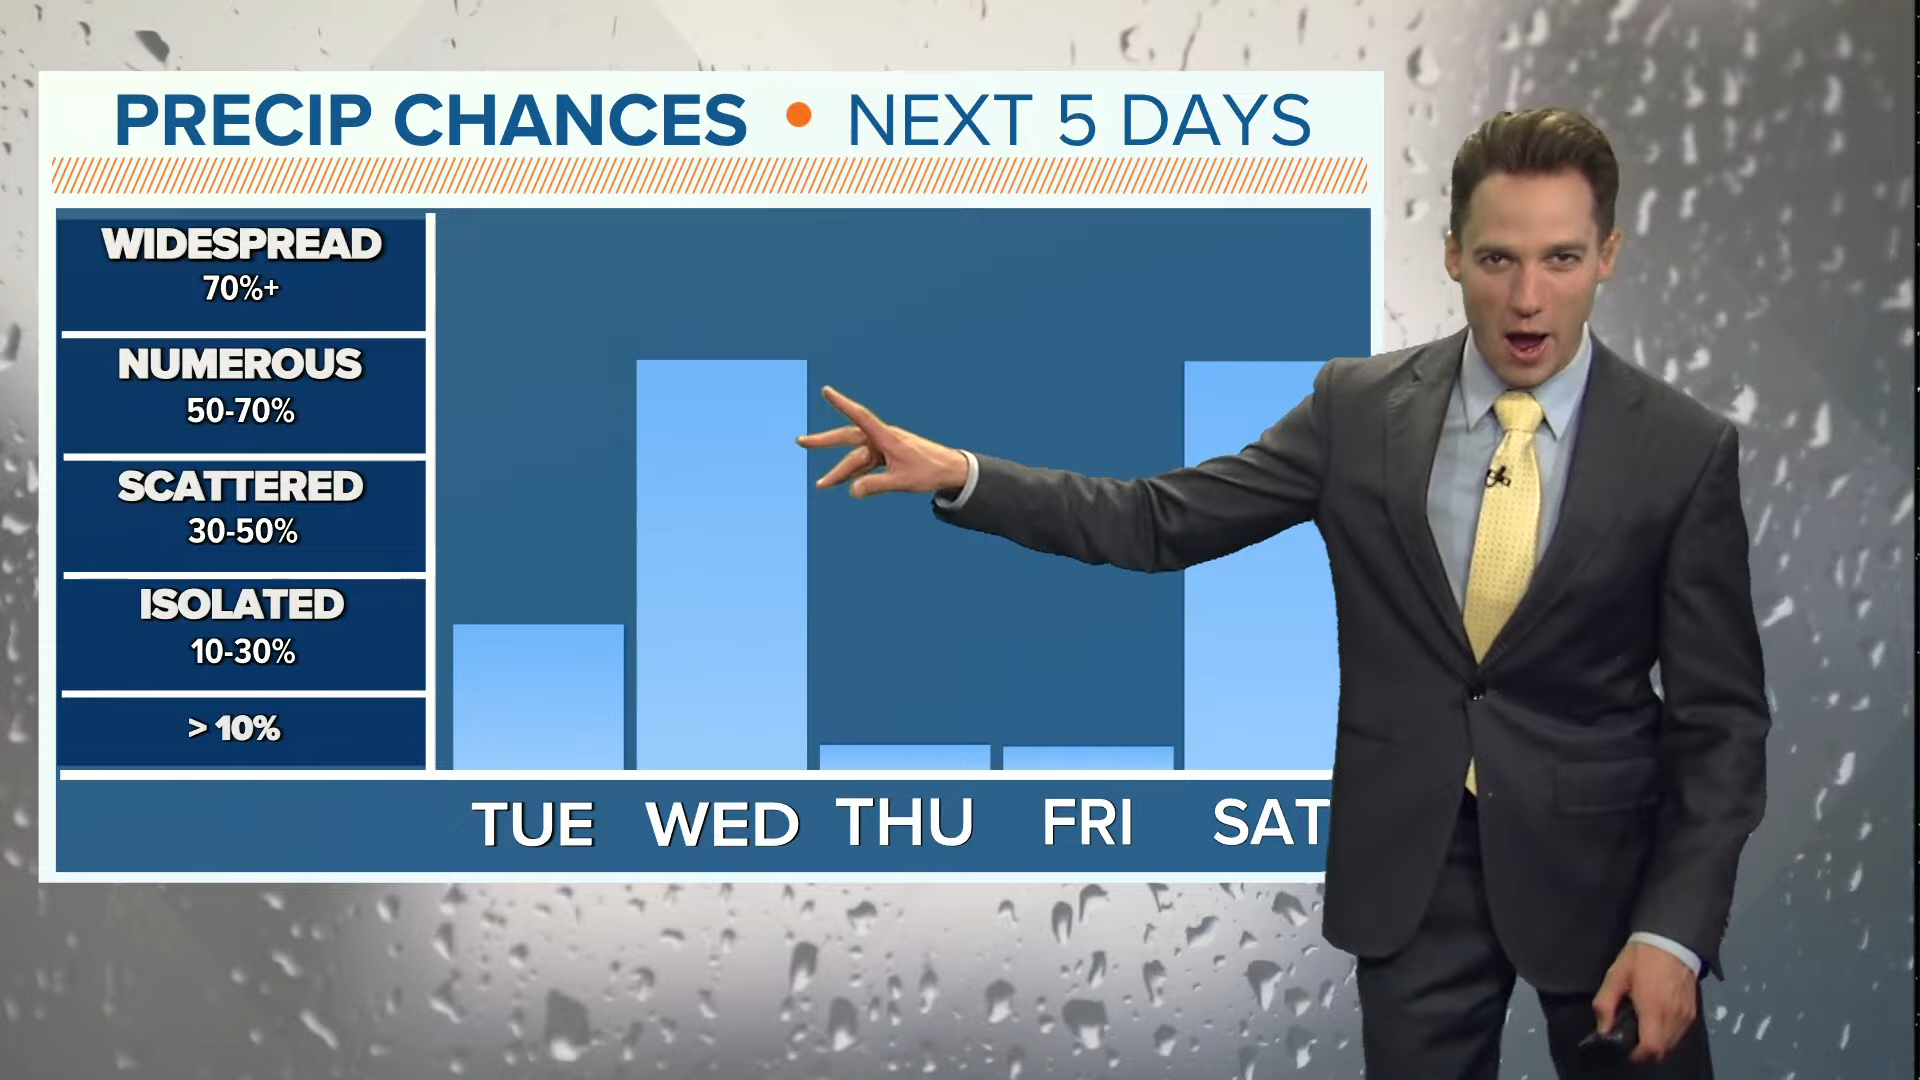 PRECIP CHANCES • NEXT 5 DAYS
WIDESPREAD
70%+
NUMEROUS
50-70%
SCATTERED
30-50%
ISOLATED
10-30%
> 10%
TUE WED THU FRI SAT